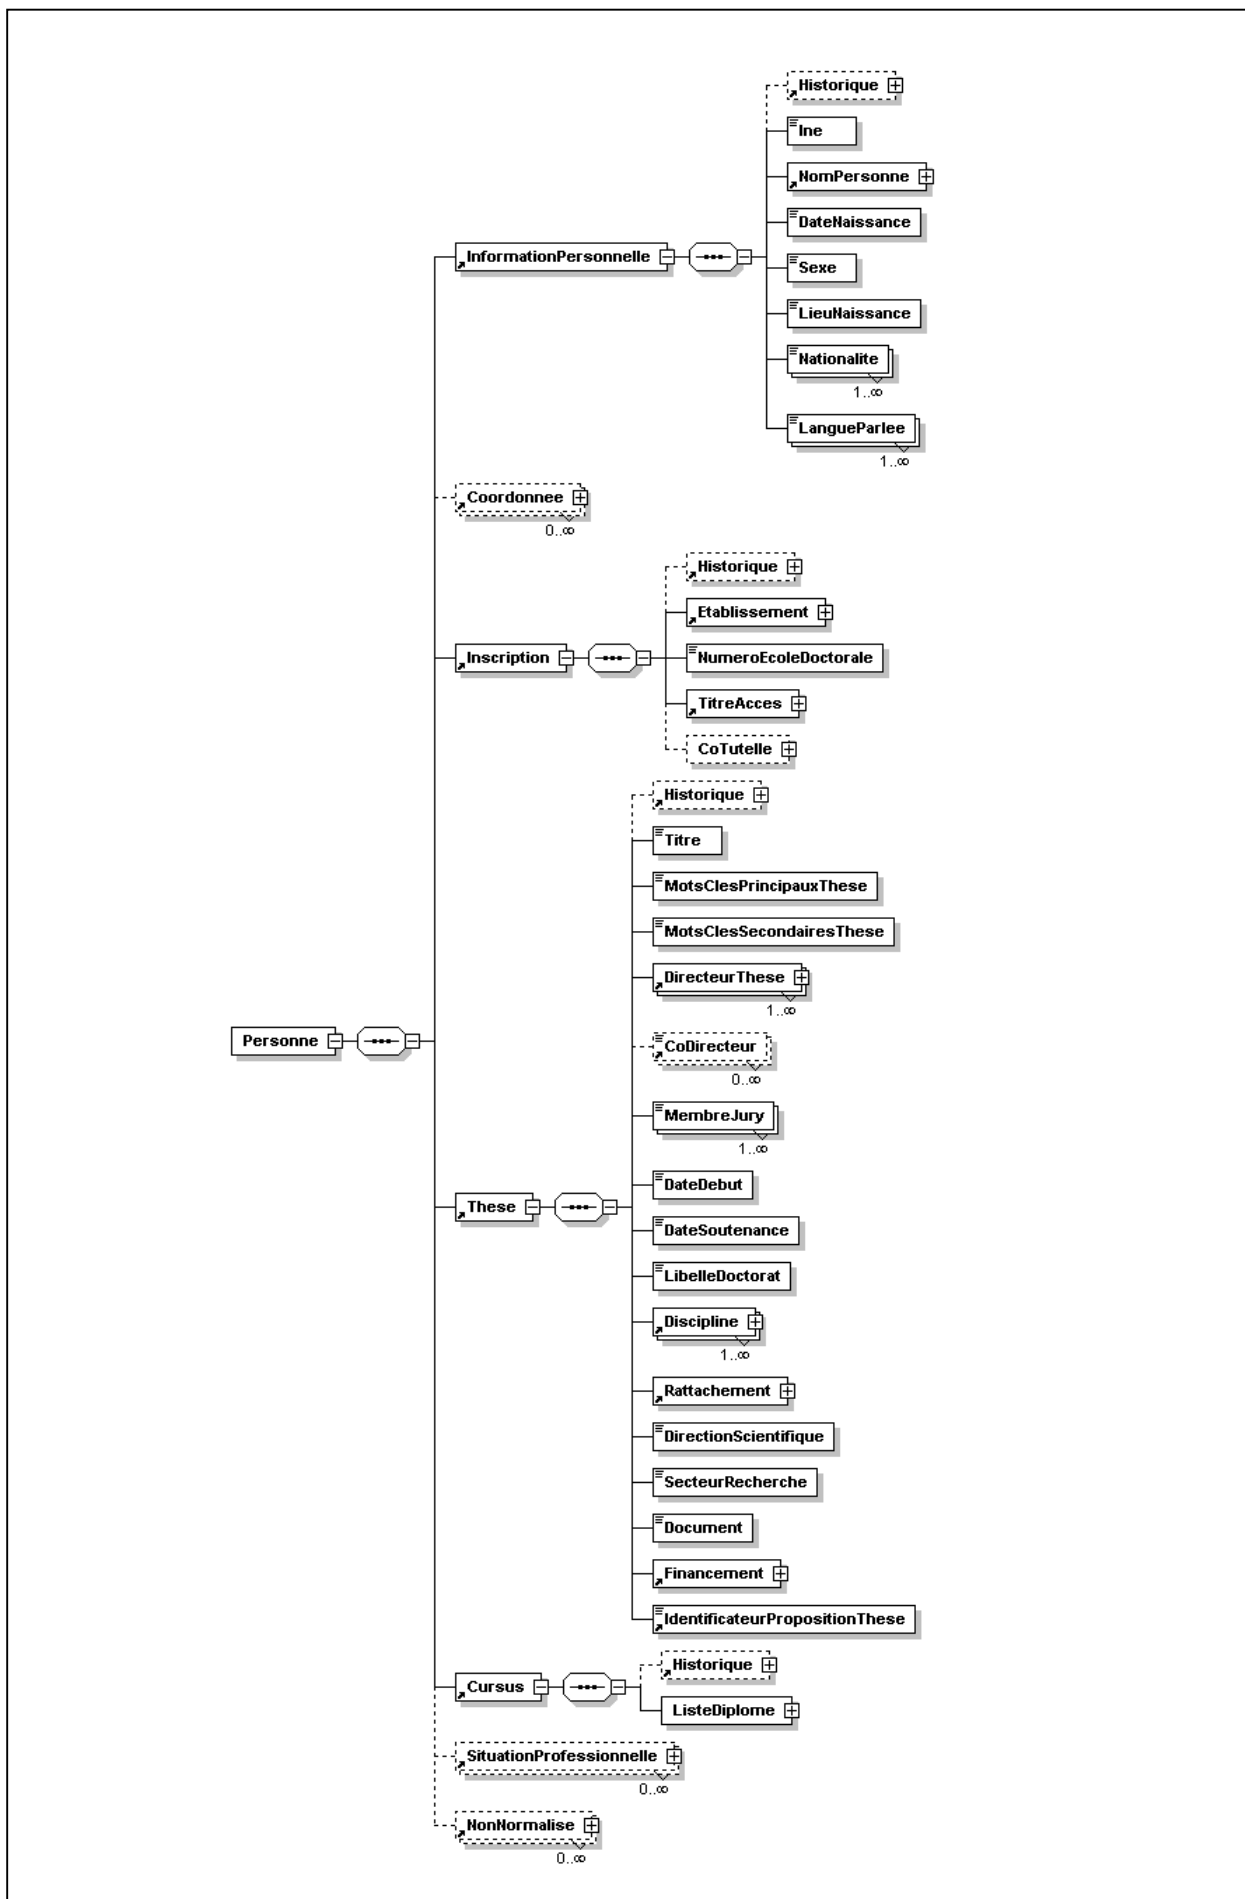 Historique
Ine
NomPersonne
DateNaissance
InformationPersonnelle
Sexe
LieuNaissance
Nationalite
1..∞
LangueParlee
1..∞
Coordonnee
0..∞
Historique
Etablissement
Inscription
NumeroEcoleDoctorale
TitreAcces
CoTutelle
Historique
Titre
MotsClesPrincipauxThese
MotsClesSecondairesThese
DirecteurThese
1..∞
Personne
CoDirecteur
0..∞
MembreJury
1..∞
DateDebut
These
DateSoutenance
LibelleDoctorat
Discipline
1..∞
Rattachement
DirectionScientifique
SecteurRecherche
Document
Financement
IdentificateurPropositionThese
Historique
Cursus
ListeDiplome
SituationProfessionnelle
0..∞
NonNormalise
0..∞